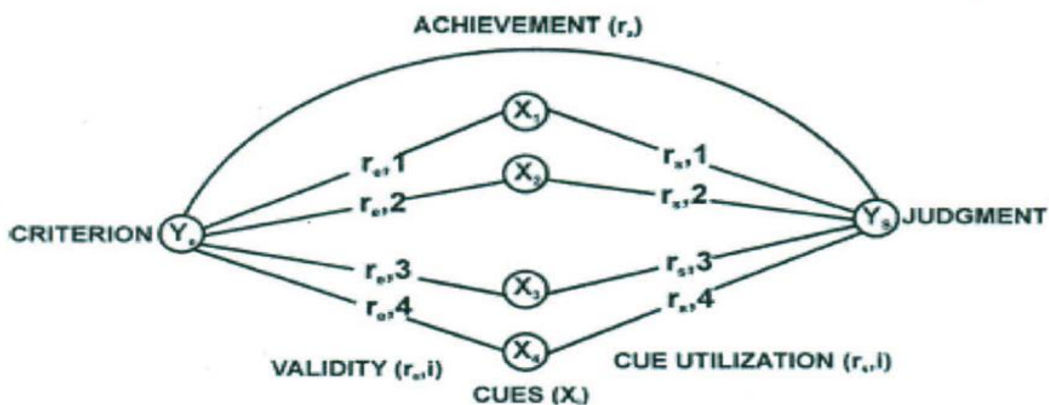 ACHIEVEMENT (rₐ)
X₁
rₑ,1
rₛ,1
X₂
rₑ,2
rₛ,2
CRITERION
Yₑ
Yₛ
JUDGMENT
rₑ,3
rₛ,3
X₃
rₑ,4
rₛ,4
X₄
VALIDITY (rₑ,i)
CUE UTILIZATION (rₛ,i)
CUES (Xᵢ)